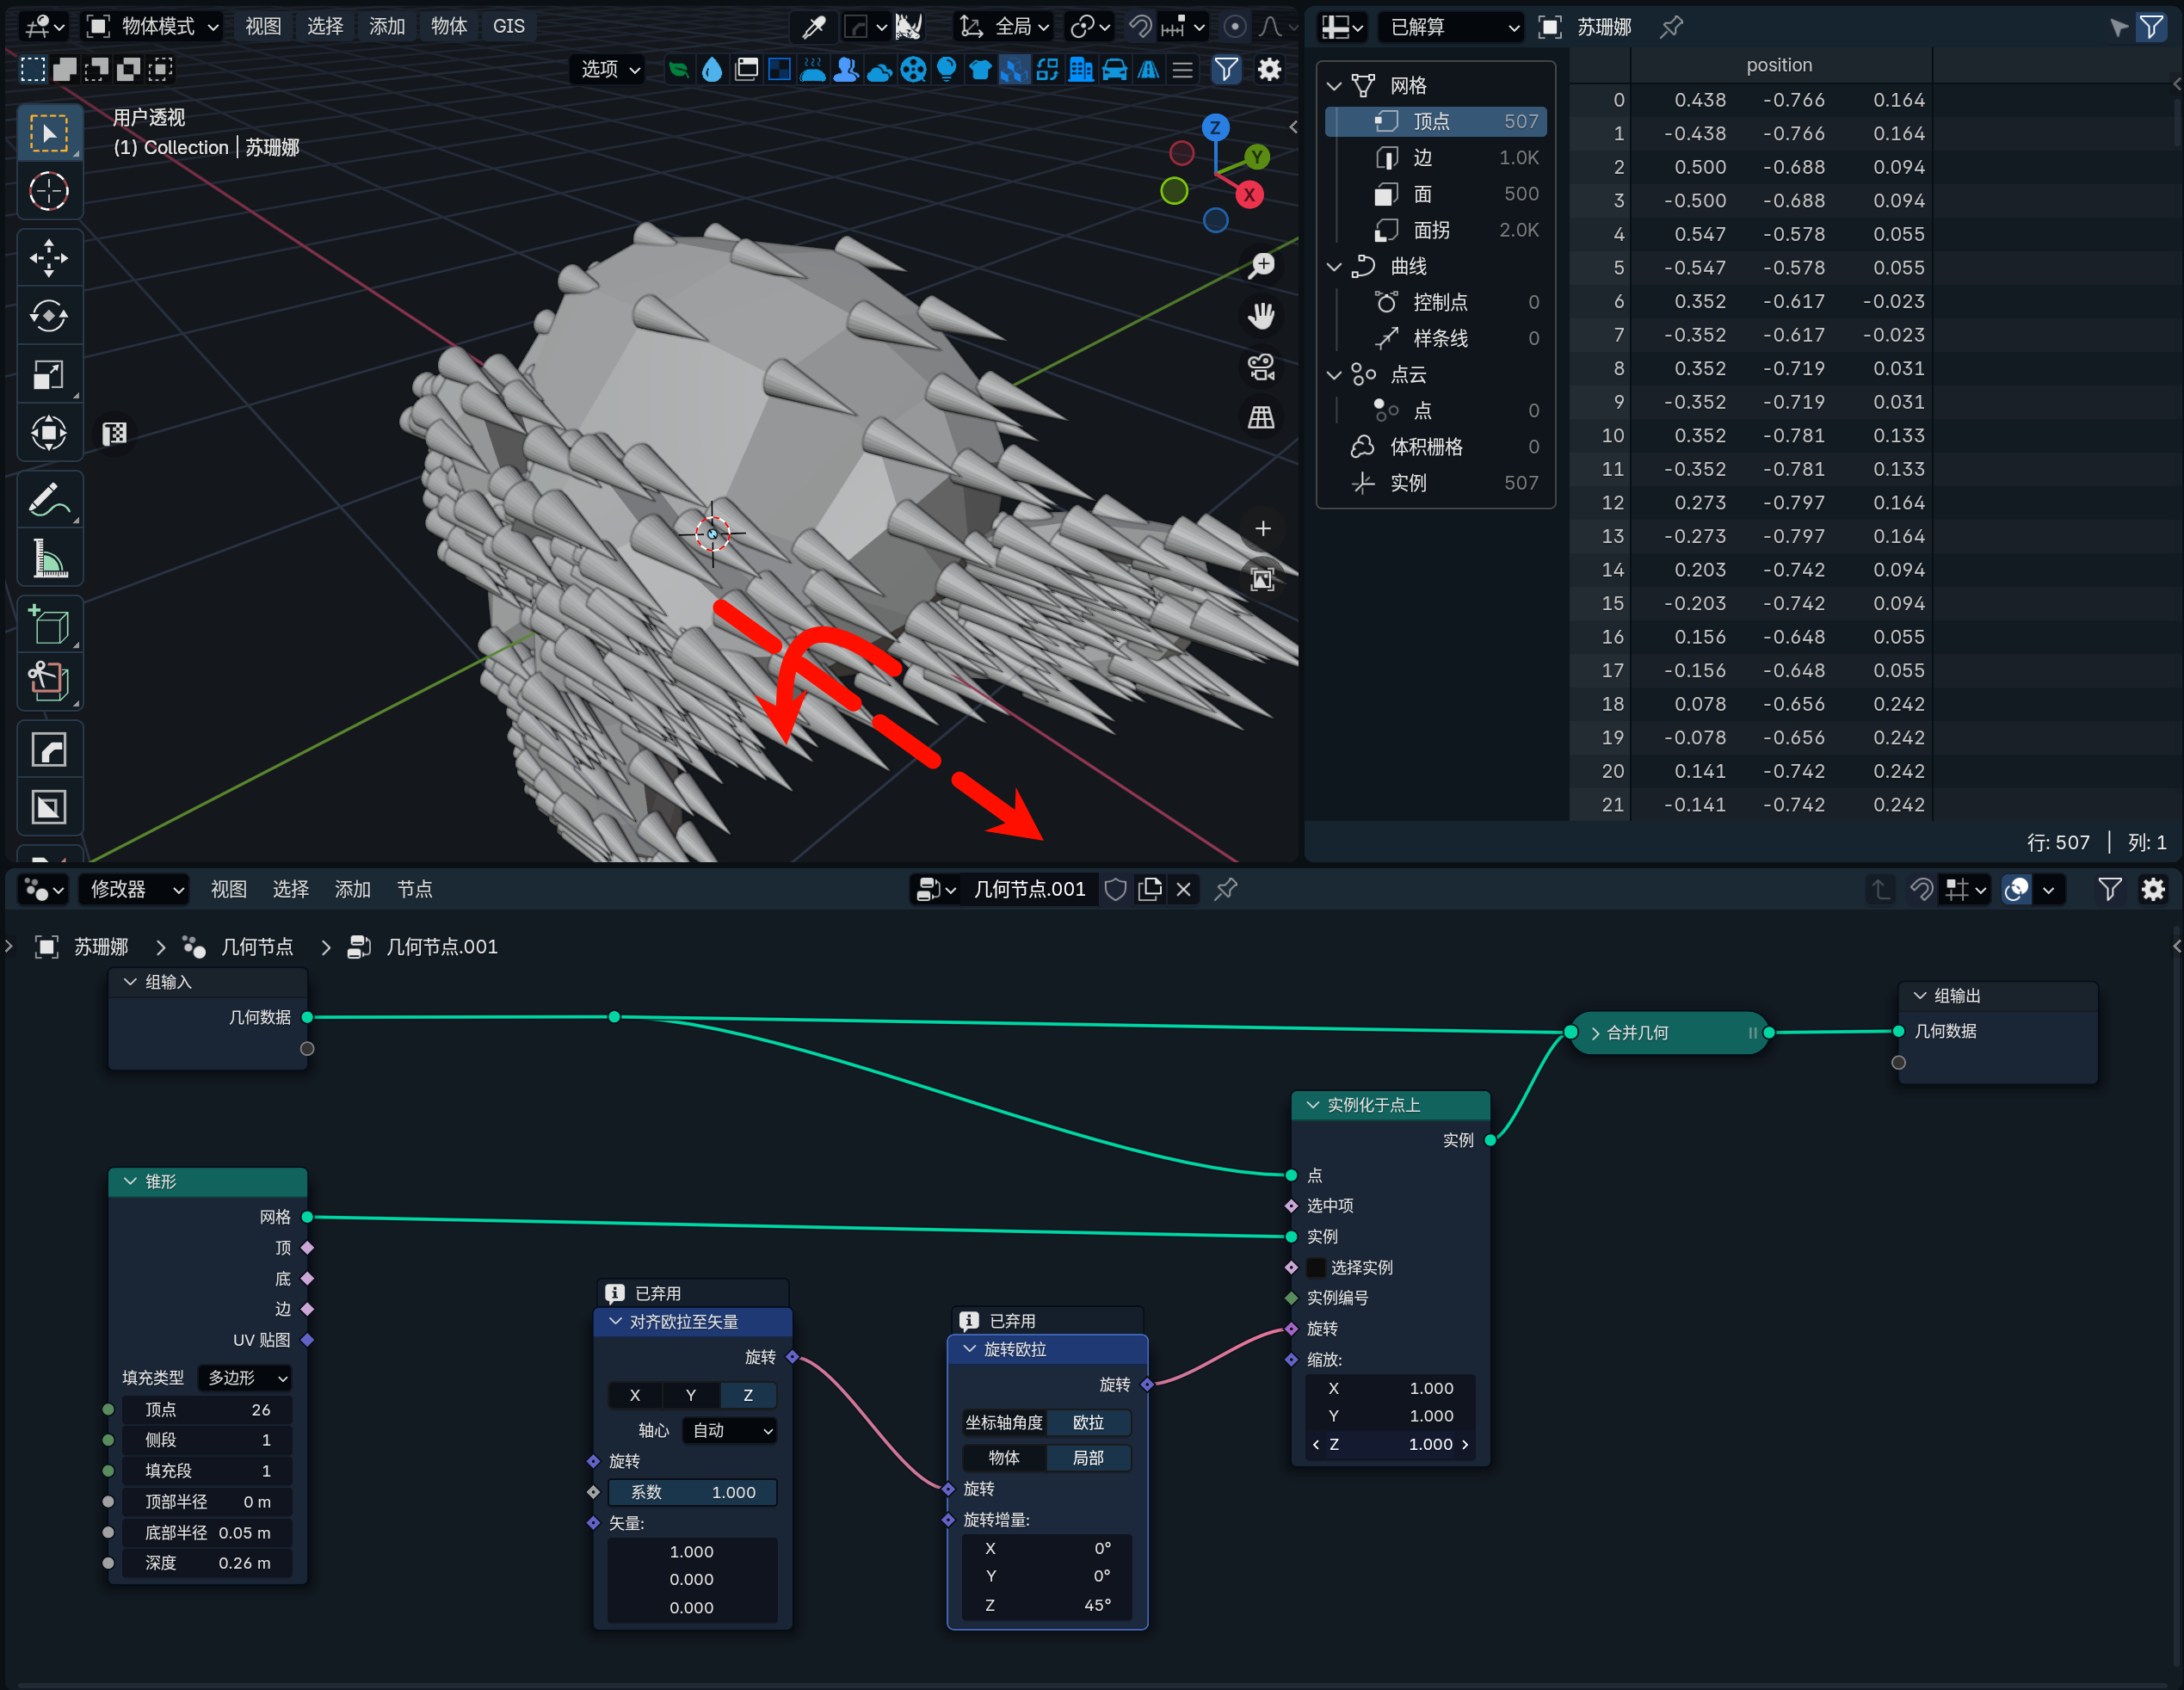 物体模式 视图 选择 添加 物体 GIS 全局
选项
用户透视
(1) Collection | 苏珊娜
Z
Y
X
已解算 苏珊娜
网格
顶点 507
边 1.0K
面 500
面拐 2.0K
曲线
控制点 0
样条线 0
点云
点 0
体积栅格 0
实例 507
position
0 0.438 -0.766 0.164
1 -0.438 -0.766 0.164
2 0.500 -0.688 0.094
3 -0.500 -0.688 0.094
4 0.547 -0.578 0.055
5 -0.547 -0.578 0.055
6 0.352 -0.617 -0.023
7 -0.352 -0.617 -0.023
8 0.352 -0.719 0.031
9 -0.352 -0.719 0.031
10 0.352 -0.781 0.133
11 -0.352 -0.781 0.133
12 0.273 -0.797 0.164
13 -0.273 -0.797 0.164
14 0.203 -0.742 0.094
15 -0.203 -0.742 0.094
16 0.156 -0.648 0.055
17 -0.156 -0.648 0.055
18 0.078 -0.656 0.242
19 -0.078 -0.656 0.242
20 0.141 -0.742 0.242
21 -0.141 -0.742 0.242
行: 507 | 列: 1
修改器 视图 选择 添加 节点 几何节点.001
苏珊娜 > 几何节点 > 几何节点.001
组输入
几何数据
锥形
网格
顶
底
边
UV 贴图
填充类型 多边形
顶点 26
侧段 1
填充段 1
顶部半径 0 m
底部半径 0.05 m
深度 0.26 m
已弃用
对齐欧拉至矢量
旋转
X Y Z
轴心 自动
旋转
系数 1.000
矢量:
1.000
0.000
0.000
已弃用
旋转欧拉
旋转
坐标轴角度 欧拉
物体 局部
旋转
旋转增量:
X 0°
Y 0°
Z 45°
实例化于点上
实例
点
选中项
实例
选择实例
实例编号
旋转
缩放:
X 1.000
Y 1.000
Z 1.000
合并几何
组输出
几何数据